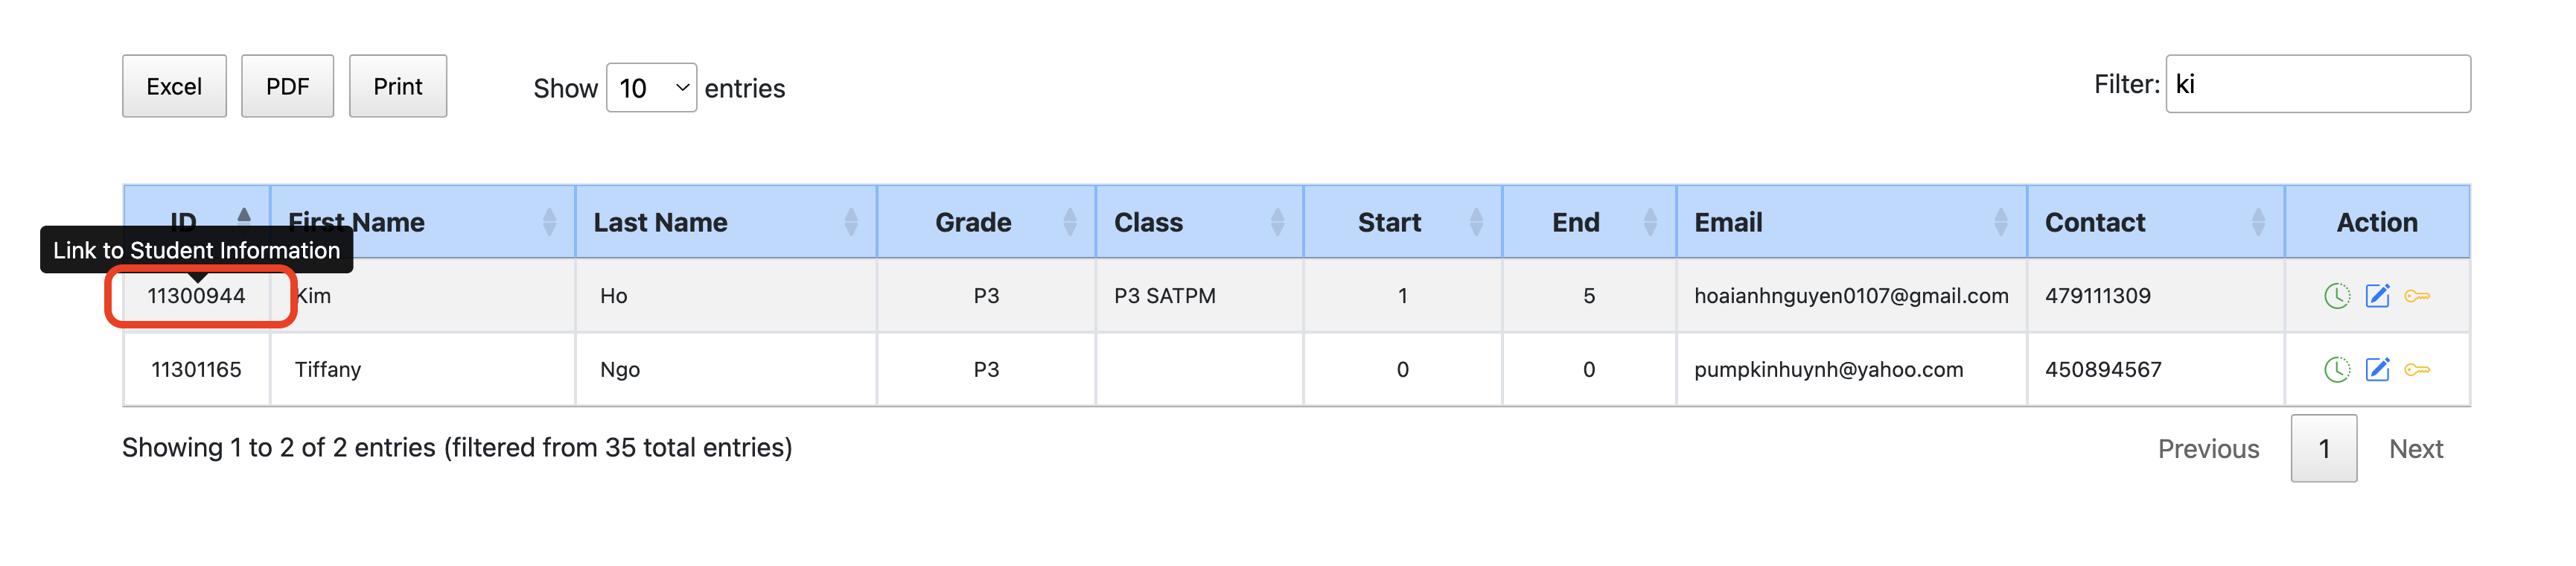 Excel PDF Print Show 10 entries Filter: ki
ID First Name Last Name Grade Class Start End Email Contact Action
Link to Student Information
11300944 Kim Ho P3 P3 SATPM 1 5 hoaianhnguyen0107@gmail.com 479111309
11301165 Tiffany Ngo P3 0 0 pumpkinhuynh@yahoo.com 450894567
Showing 1 to 2 of 2 entries (filtered from 35 total entries) Previous 1 Next